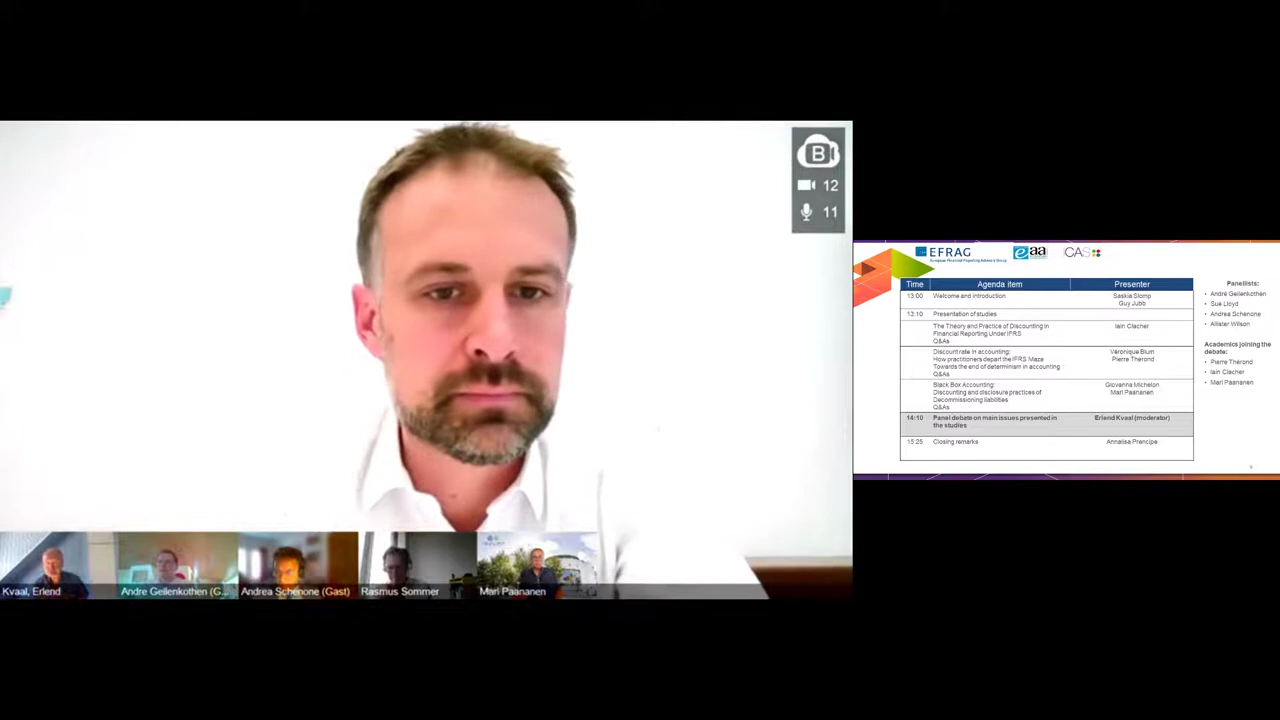 B
12
11
Kvaal, Erlend
Andre Geilenkothen (G...
Andrea Schenone (Gast)
Rasmus Sommer
Mari Paananen
EFRAG
European Financial Reporting Advisory Group
eaa
ICAS
Time Agenda item Presenter
13:00 Welcome and introduction Saskia Slomp
Guy Jubb
13:10 Presentation of studies
The Theory and Practice of Discounting in Iain Clacher
Financial Reporting Under IFRS
Q&As
Discount rate in accounting: Véronique Blum
How practitioners depart the IFRS Maze Pierre Thérond
Towards the end of determinism in accounting
Q&As
Black Box Accounting: Giovanna Michelon
Discounting and disclosure practices of Mari Paananen
Decommissioning liabilities
Q&As
14:10 Panel debate on main issues presented in Erlend Kvaal (moderator)
the studies
15:25 Closing remarks Annalisa Prencipe
Panellists:
• André Geilenkothen
• Sue Lloyd
• Andrea Schenone
• Allister Wilson
Academics joining the
debate:
• Pierre Thérond
• Iain Clacher
• Mari Paananen